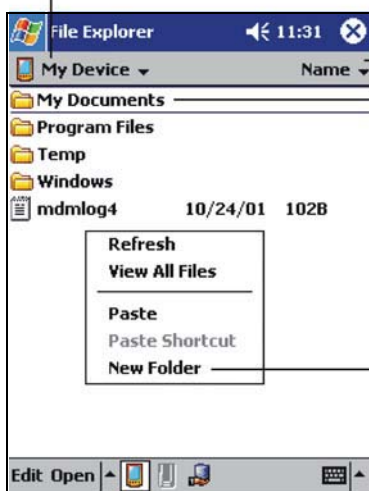 File Explorer 11:31
My Device Name
My Documents
Program Files
Temp
Windows
mdmlog4 10/24/01 102B
Refresh
View All Files
Paste
Paste Shortcut
New Folder
Edit Open